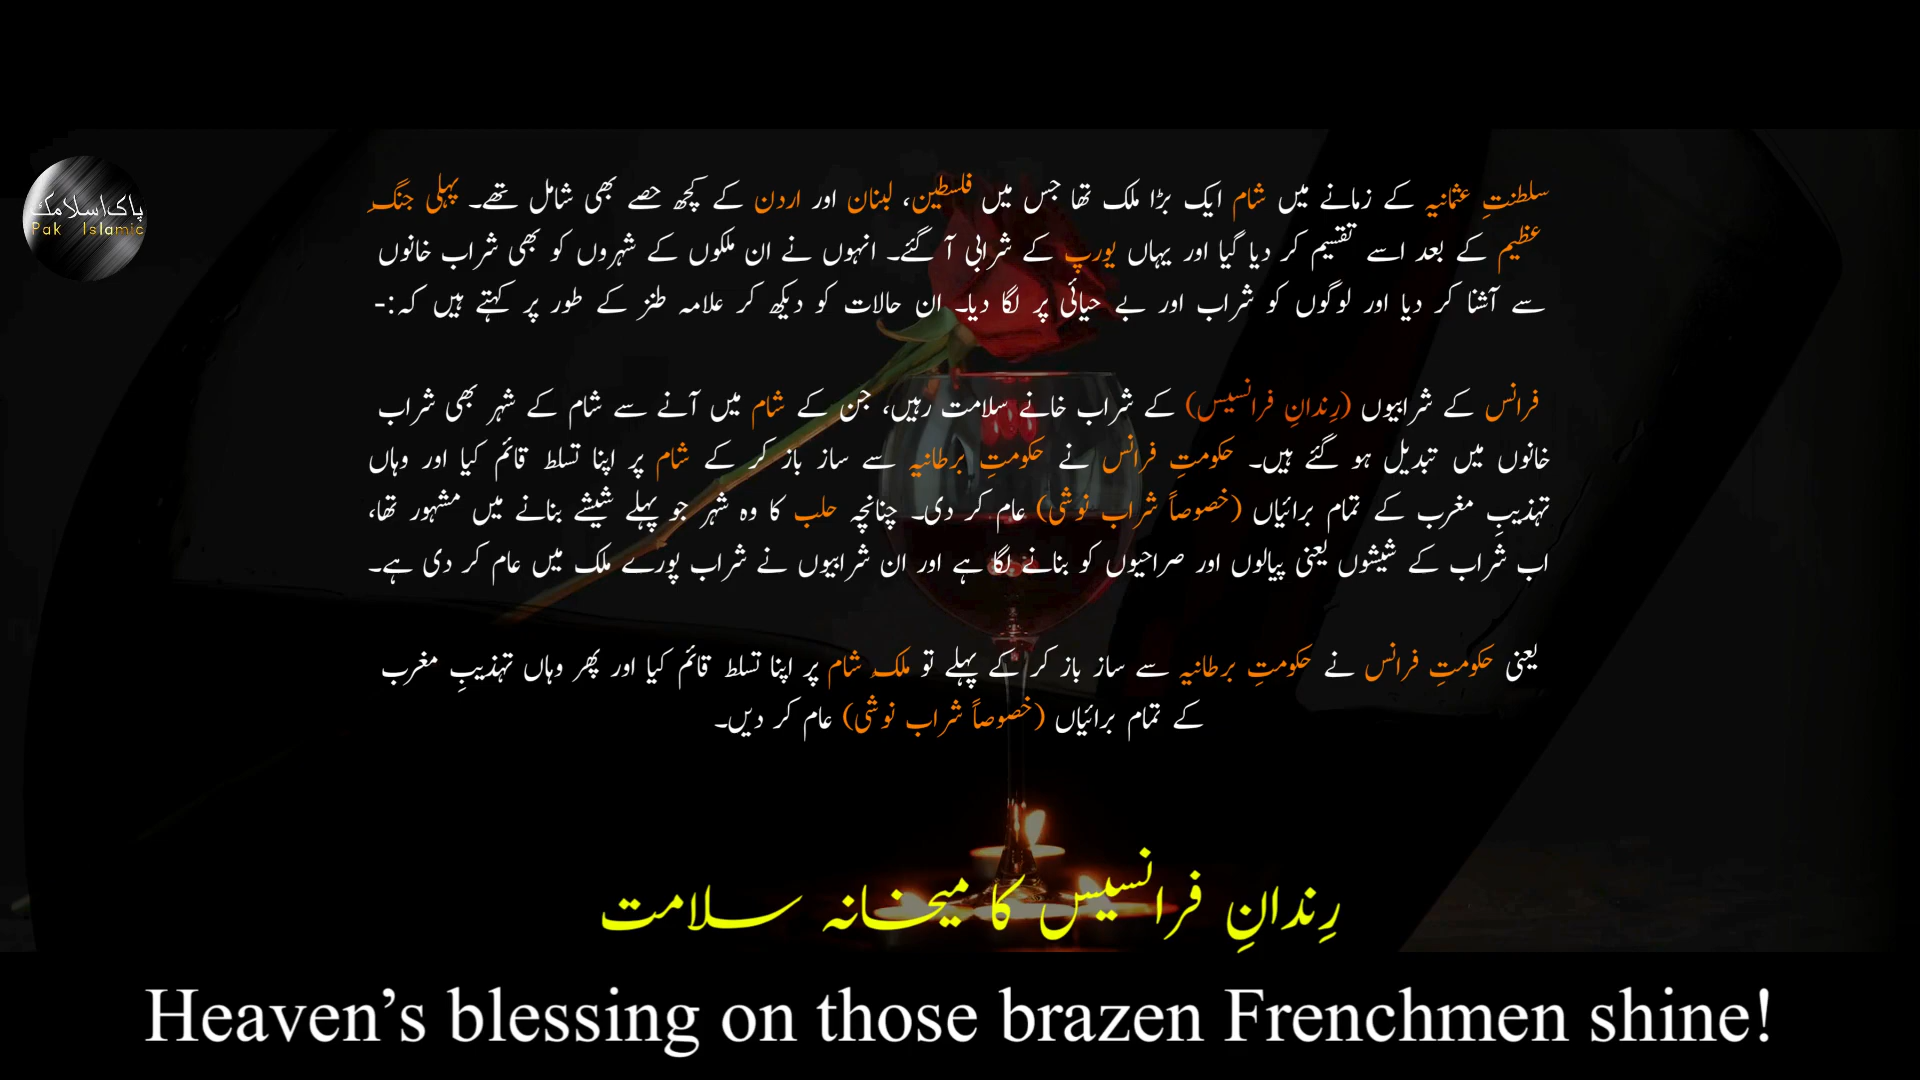 پاک اسلامک
Pak Islamic
سلطنتِ عثمانیہ کے زمانے میں شام ایک بڑا ملک تھا جس میں فلسطین، لبنان اور اردن کے کچھ حصے بھی شامل تھے۔ پہلی جنگِ
عظیم کے بعد اسے تقسیم کر دیا گیا اور یہاں یورپ کے شرابی آ گئے۔ انہوں نے ان ملکوں کے شہروں کو بھی شراب خانوں
سے آشنا کر دیا اور لوگوں کو شراب اور بے حیائی پر لگا دیا۔ ان حالات کو دیکھ کر علامہ طنز کے طور پر کہتے ہیں کہ:-
فرانس کے شرابیوں (رِندانِ فرانسیس) کے شراب خانے سلامت رہیں، جن کے شام میں آنے سے شام کے شہر بھی شراب
خانوں میں تبدیل ہو گئے ہیں۔ حکومتِ فرانس نے حکومتِ برطانیہ سے ساز باز کر کے شام پر اپنا تسلط قائم کیا اور وہاں
تہذیبِ مغرب کے تمام برائیاں (خصوصاً شراب نوشی) عام کر دی۔ چنانچہ حلب کا وہ شہر جو پہلے شیشے بنانے میں مشہور تھا،
اب شراب کے شیشوں یعنی پیالوں اور صراحیوں کو بنانے لگا ہے اور ان شرابیوں نے شراب پورے ملک میں عام کر دی ہے۔
یعنی حکومتِ فرانس نے حکومتِ برطانیہ سے ساز باز کر کے پہلے تو ملکِ شام پر اپنا تسلط قائم کیا اور پھر وہاں تہذیبِ مغرب
کے تمام برائیاں (خصوصاً شراب نوشی) عام کر دیں۔
رِندانِ فرانسیس کا میخانہ سلامت
Heaven’s blessing on those brazen Frenchmen shine!